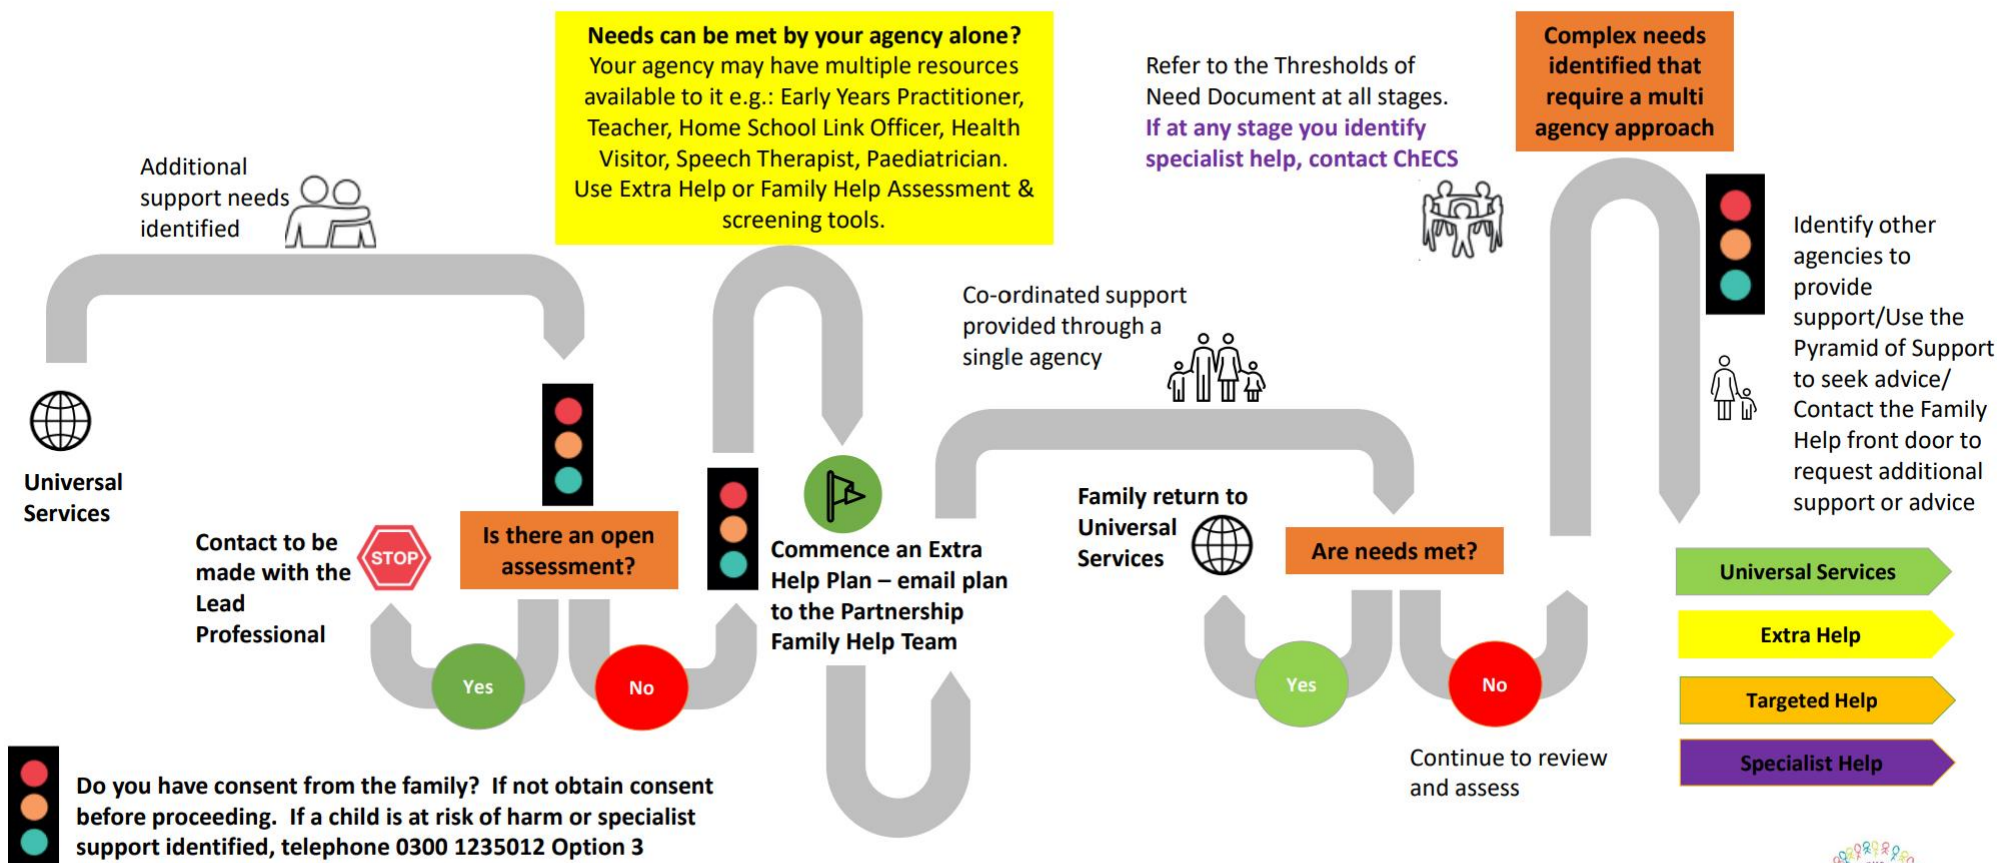 Additional
support needs
identified
Universal
Services
Needs can be met by your agency alone?
Your agency may have multiple resources
available to it e.g.: Early Years Practitioner,
Teacher, Home School Link Officer, Health
Visitor, Speech Therapist, Paediatrician.
Use Extra Help or Family Help Assessment &
screening tools.
Is there an open
assessment?
Contact to be
made with the
Lead
Professional
STOP
Yes
No
Commence an Extra
Help Plan – email plan
to the Partnership
Family Help Team
Co-ordinated support
provided through a
single agency
Refer to the Thresholds of
Need Document at all stages.
If at any stage you identify
specialist help, contact ChECS
Family return to
Universal
Services
Are needs met?
Yes
No
Continue to review
and assess
Complex needs
identified that
require a multi
agency approach
Identify other
agencies to
provide
support/Use the
Pyramid of Support
to seek advice/
Contact the Family
Help front door to
request additional
support or advice
Universal Services
Extra Help
Targeted Help
Specialist Help
Do you have consent from the family? If not obtain consent
before proceeding. If a child is at risk of harm or specialist
support identified, telephone 0300 1235012 Option 3